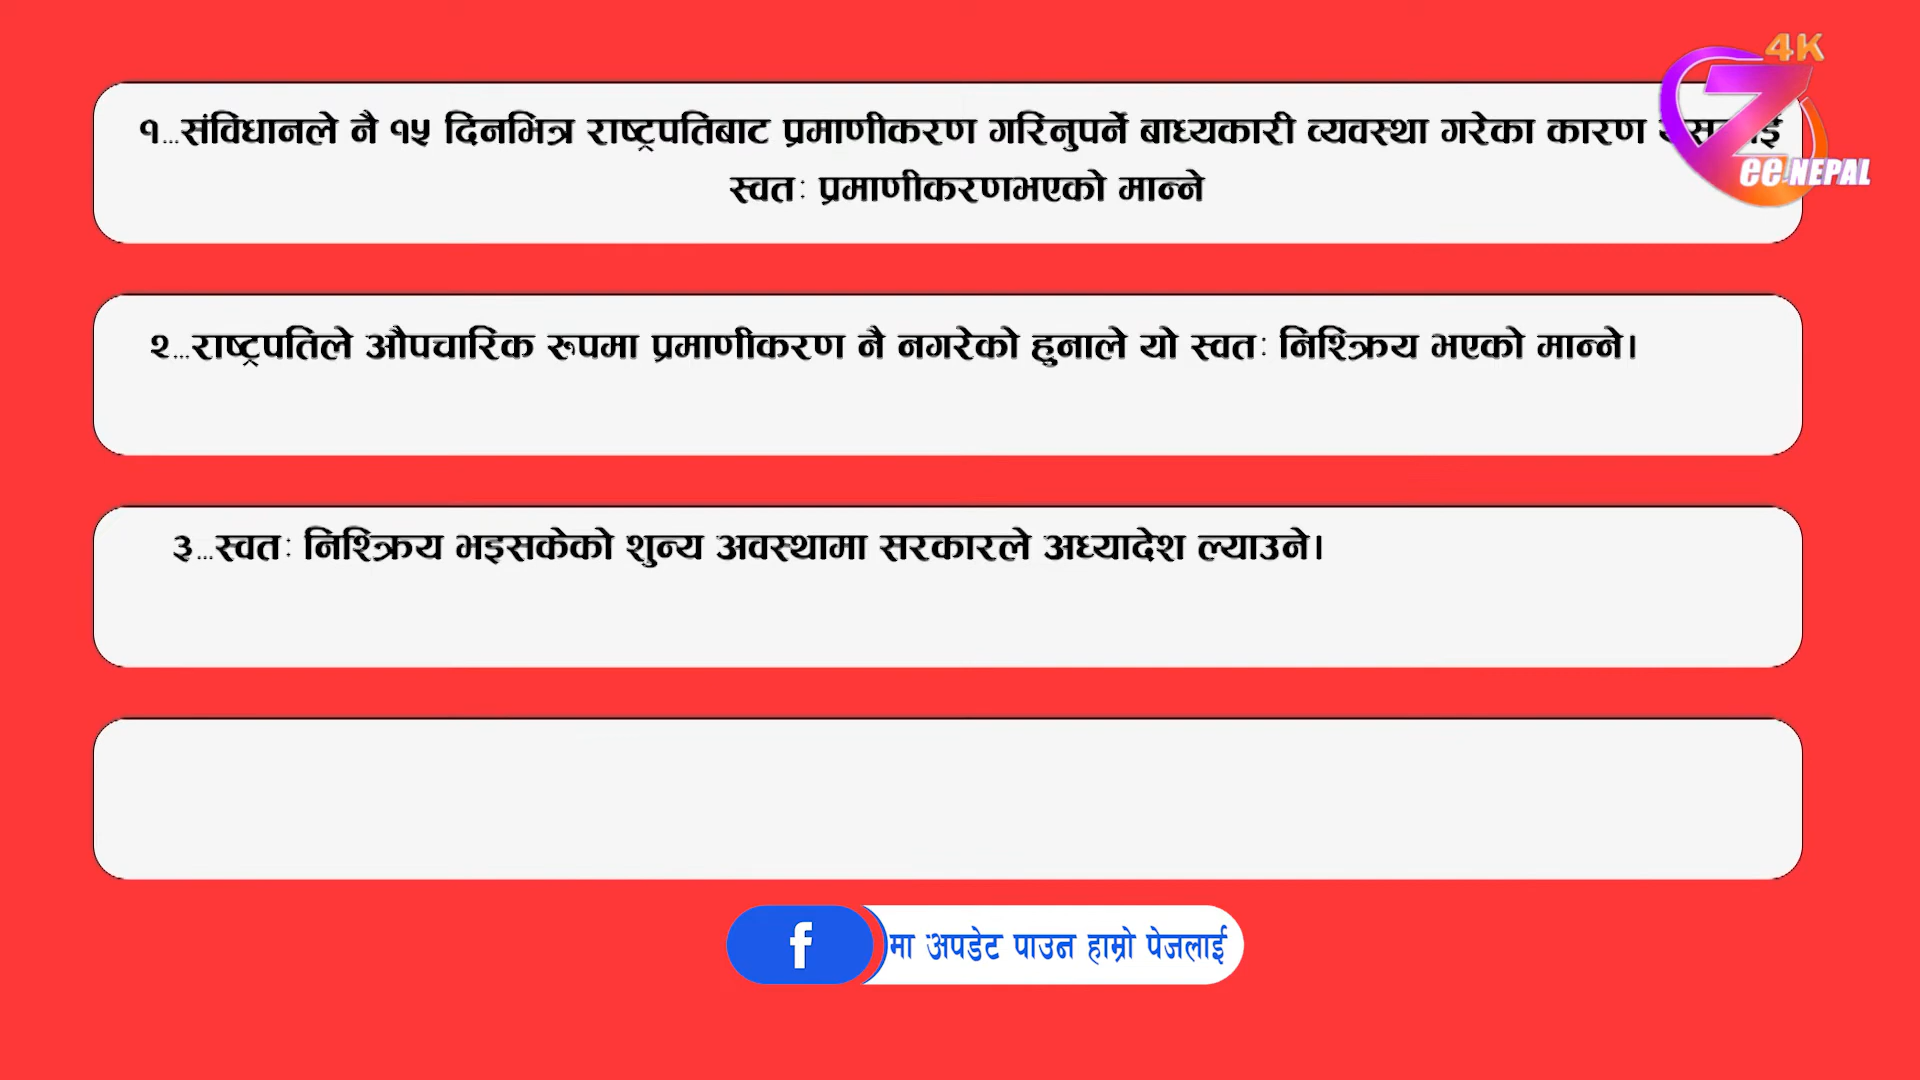 4K
Zee NEPAL
१...संविधानले नै १५ दिनभित्र राष्ट्रपतिबाट प्रमाणीकरण गरिनुपर्ने बाध्यकारी व्यवस्था गरेका कारण
स्वतः प्रमाणीकरणभएको मान्ने
२...राष्ट्रपतिले औपचारिक रुपमा प्रमाणीकरण नै नगरेको हुनाले यो स्वतः निश्क्रिय भएको मान्ने।
३...स्वतः निश्क्रिय भइसकेको शुन्य अवस्थामा सरकारले अध्यादेश ल्याउने।
f मा अपडेट पाउन हाम्रो पेजलाई